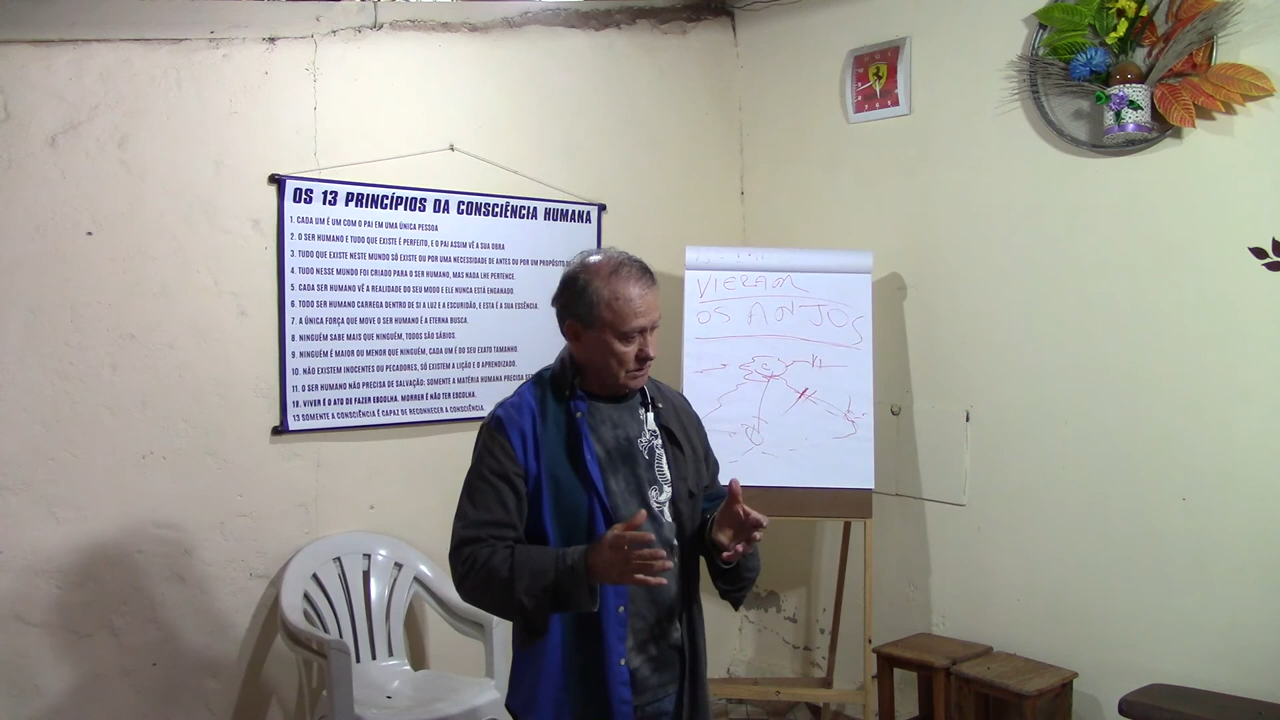 OS 13 PRINCÍPIOS DA CONSCIÊNCIA HUMANA
1. CADA UM É UM COM O PAI EM UMA ÚNICA PESSOA
2. O SER HUMANO E TUDO QUE EXISTE É PERFEITO, E O PAI ASSIM VÊ A SUA OBRA
3. TUDO QUE EXISTE NESTE MUNDO SÓ EXISTE OU POR UMA NECESSIDADE DE ANTES OU POR UM PROPÓSITO
4. TUDO NESSE MUNDO FOI CRIADO PARA O SER HUMANO, MAS NADA LHE PERTENCE.
5. CADA SER HUMANO VÊ A REALIDADE DO SEU MODO E ELE NUNCA ESTÁ ENGANADO.
6. TODO SER HUMANO CARREGA DENTRO DE SI A LUZ E A ESCURIDÃO, E ESTA É A SUA ESSÊNCIA.
7. A ÚNICA FORÇA QUE MOVE O SER HUMANO É A ETERNA BUSCA.
8. NINGUÉM SABE MAIS QUE NINGUÉM, TODOS SÃO SÁBIOS.
9. NINGUÉM É MAIOR OU MENOR QUE NINGUÉM, CADA UM É DO SEU EXATO TAMANHO.
10. NÃO EXISTEM INOCENTES OU PECADORES, SÓ EXISTEM A LIÇÃO E O APRENDIZADO.
11. O SER HUMANO NÃO PRECISA DE SALVAÇÃO: SOMENTE A MATÉRIA HUMANA PRECISA
12. VIVER É O ATO DE FAZER ESCOLHA. MORRER É NÃO TER ESCOLHA.
13 SOMENTE A CONSCIÊNCIA É CAPAZ DE RECONHECER A CONSCIÊNCIA.
VIERAM
OS ANJOS